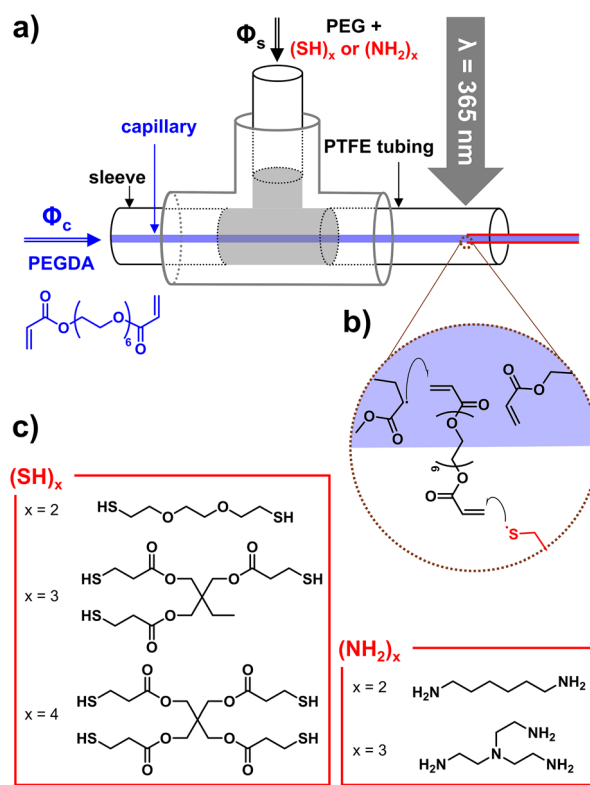 a)
Φs
PEG +
(SH)x or (NH2)x
λ = 365 nm
capillary
PTFE tubing
sleeve
Φc
PEGDA
O
O
O
6
O
O
b)
O
O
O
O
O
O
9
O
O
·S
c)
(SH)x
x = 2
HS
O
O
SH
x = 3
O
O
HS
O
O
SH
HS
O
O
x = 4
O
O
HS
O
O
SH
HS
O
O
SH
O
O
(NH2)x
x = 2
H2N
NH2
x = 3
NH2
H2N
N
NH2